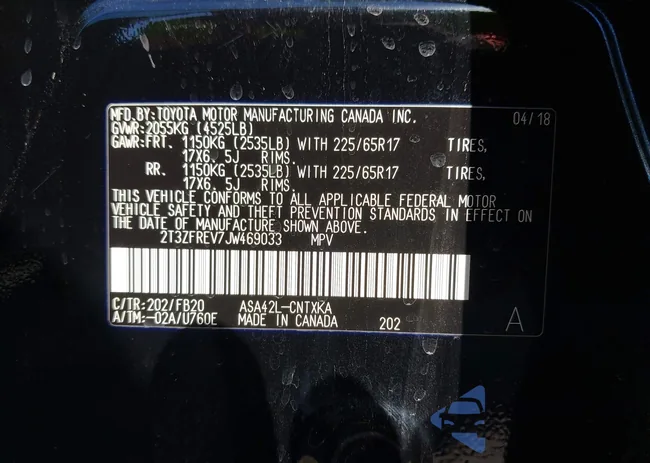 MFD.BY:TOYOTA MOTOR MANUFACTURING CANADA INC. 04/18
GVWR:2055KG (4525LB)
GAWR:FRT. 1150KG (2535LB) WITH 225/65R17 TIRES,
17X6. 5J RIMS.
RR. 1150KG (2535LB) WITH 225/65R17 TIRES,
17X6. 5J RIMS.
THIS VEHICLE CONFORMS TO ALL APPLICABLE FEDERAL MOTOR
VEHICLE SAFETY AND THEFT PREVENTION STANDARDS IN EFFECT ON
THE DATE OF MANUFACTURE SHOWN ABOVE.
2T3ZFREV7JW469033 MPV
C/TR:202/FB20 ASA42L-CNTXKA
A/TM:-02A/U760E MADE IN CANADA 202 A